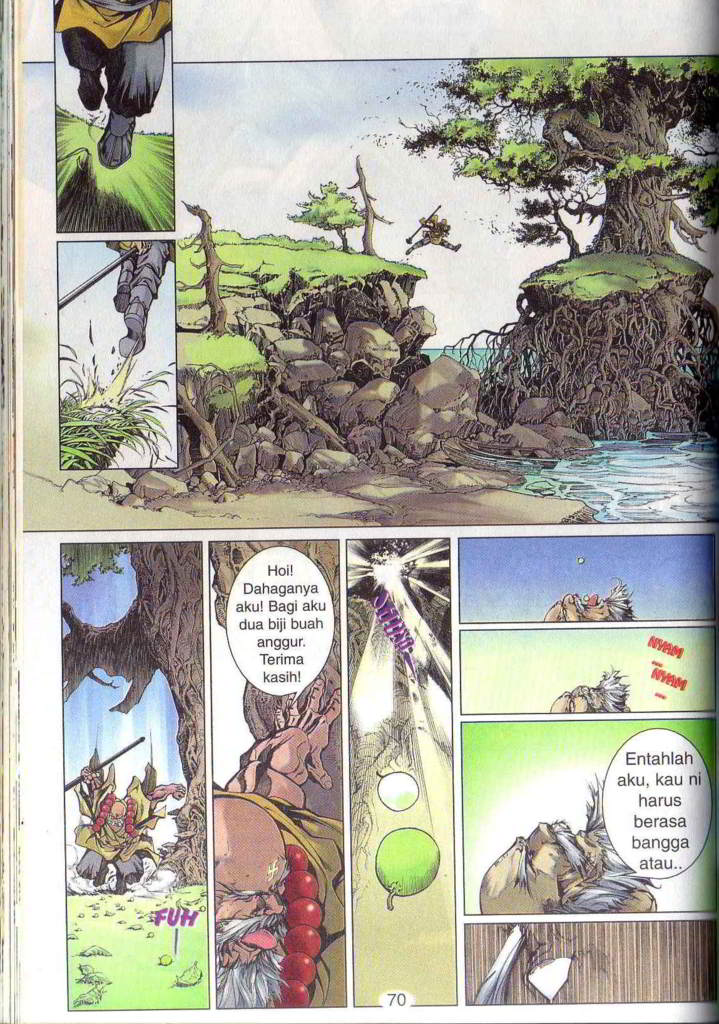 FUH
Hoi!
Dahaganya
aku! Bagi aku
dua biji buah
anggur.
Terima
kasih!
NYAM
...
NYAM
...
Entahlah
aku, kau ni
harus
berasa
bangga
atau..
70